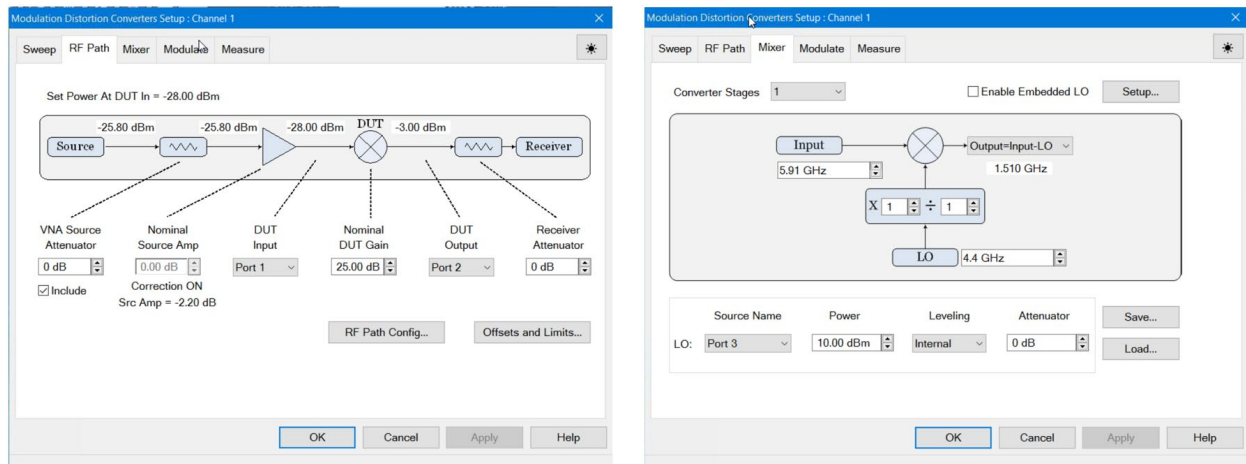 Modulation Distortion Converters Setup : Channel 1
Sweep RF Path Mixer Modulate Measure
Set Power At DUT In = -28.00 dBm
-25.80 dBm -25.80 dBm -28.00 dBm DUT -3.00 dBm
Source Receiver
VNA Source Attenuator
Nominal Source Amp
DUT Input
Nominal DUT Gain
DUT Output
Receiver Attenuator
0 dB 0.00 dB Port 1 25.00 dB Port 2 0 dB
Include
Correction ON
Src Amp = -2.20 dB
RF Path Config... Offsets and Limits...
OK Cancel Apply Help
Modulation Distortion Converters Setup : Channel 1
Sweep RF Path Mixer Modulate Measure
Converter Stages 1 Enable Embedded LO Setup...
Input Output=Input-LO
5.91 GHz 1.510 GHz
X 1 ÷ 1
LO 4.4 GHz
Source Name Power Leveling Attenuator Save...
LO: Port 3 10.00 dBm Internal 0 dB Load...
OK Cancel Apply Help